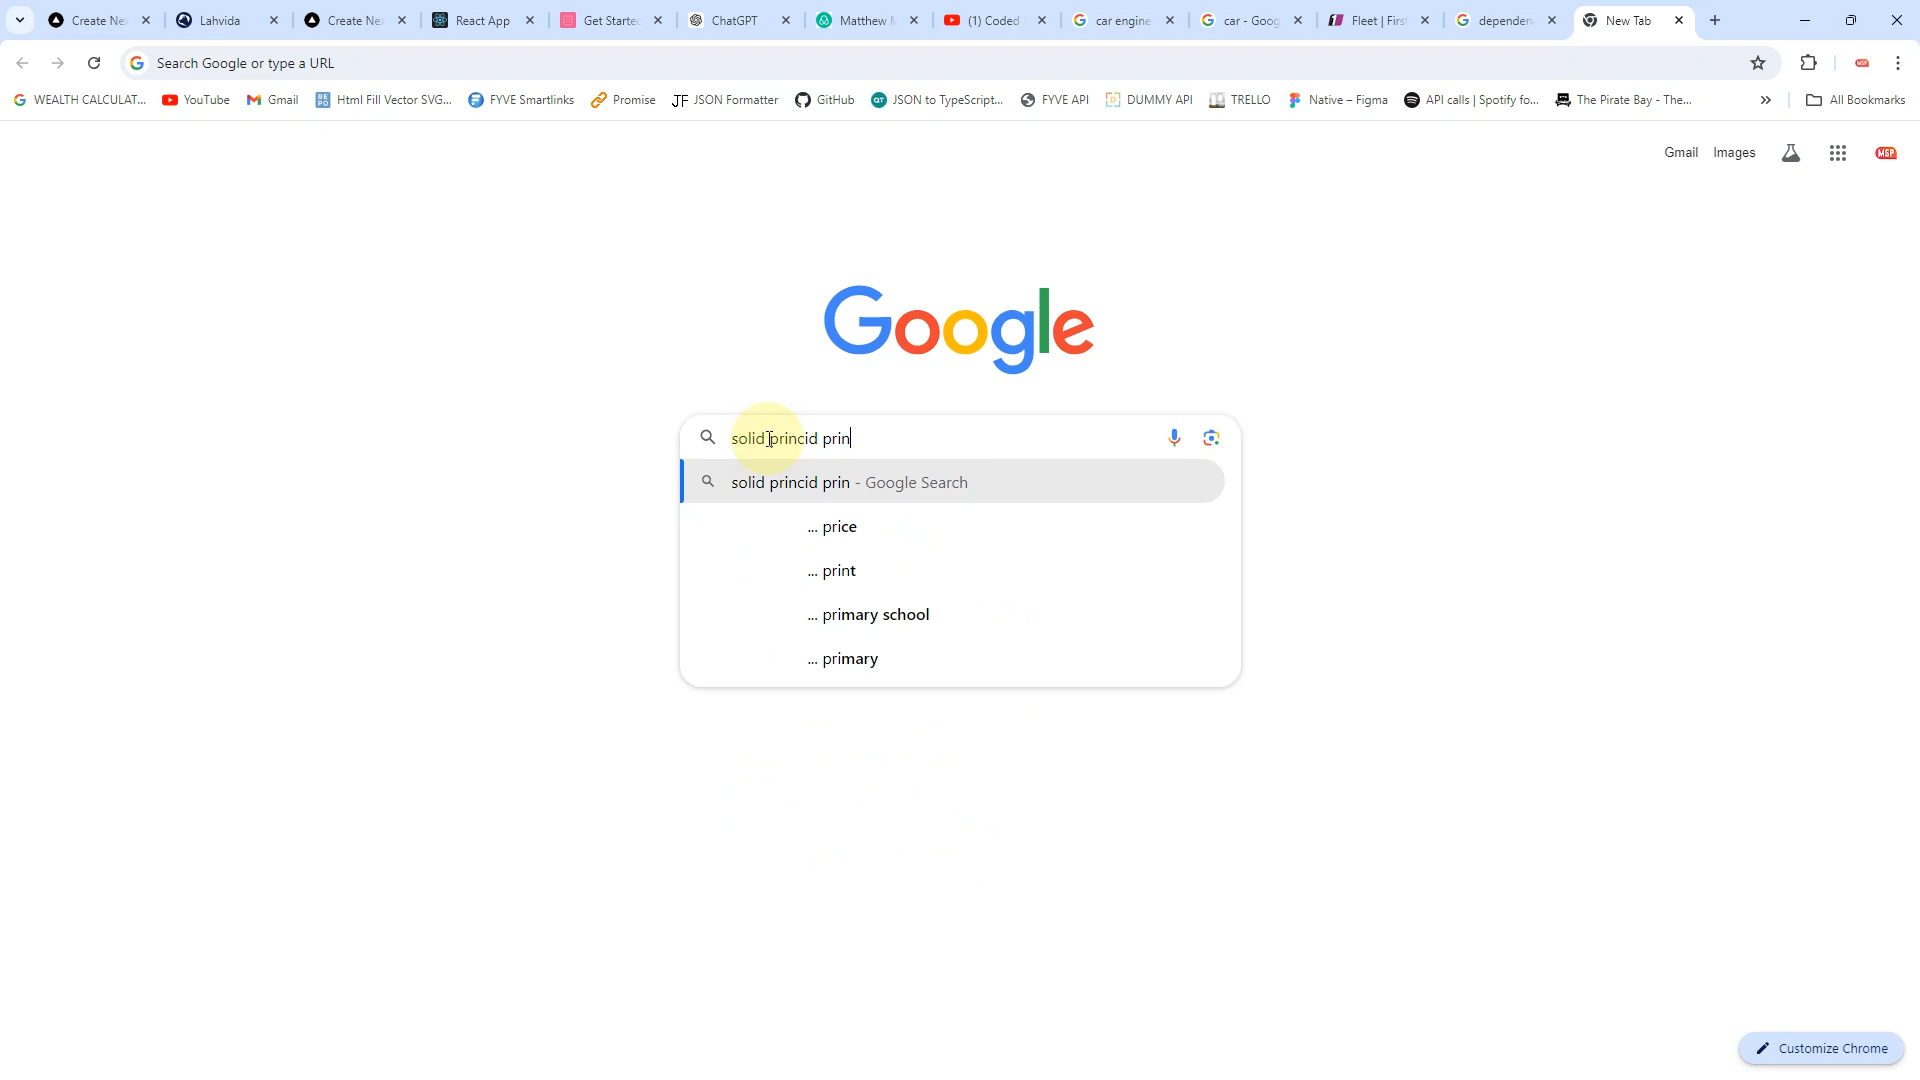 Create Nex
Lahvida
Create Nex
React App
Get Starte
ChatGPT
Matthew M
(1) Coded
car engine
car - Goog
Fleet | Firs
dependen
New Tab
Search Google or type a URL
WEALTH CALCULAT...
YouTube
Gmail
Html Fill Vector SVG...
FYVE Smartlinks
Promise
JSON Formatter
GitHub
JSON to TypeScript...
FYVE API
DUMMY API
TRELLO
Native – Figma
API calls | Spotify fo...
The Pirate Bay - The...
»
All Bookmarks
Gmail
Images
MSP
Google
solid princid prin
solid princid prin - Google Search
... price
... print
... primary school
... primary
Customize Chrome